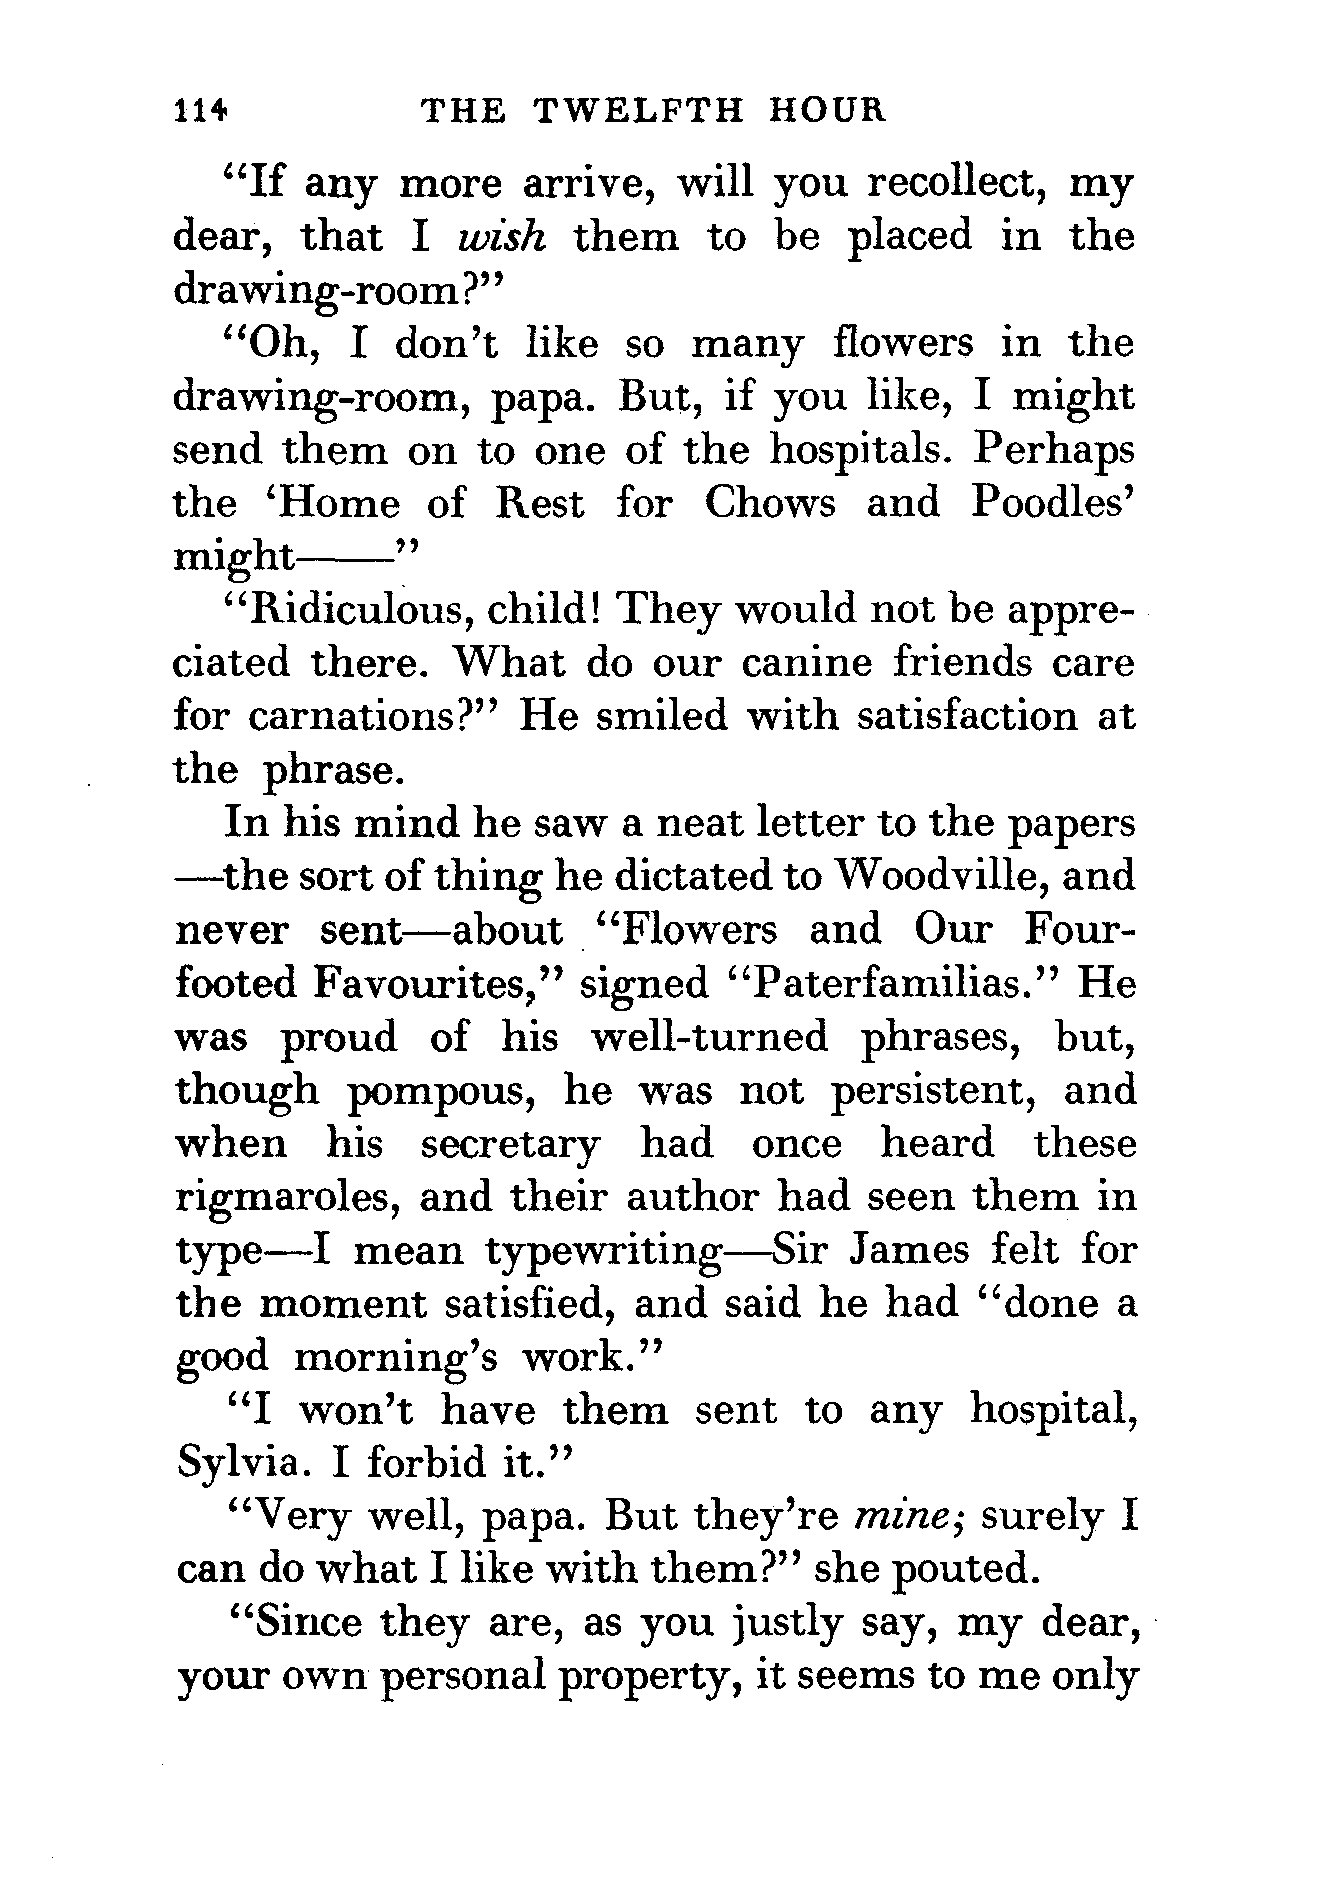 114 THE TWELFTH HOUR
“If any more arrive, will you recollect, my
dear, that I wish them to be placed in the
drawing-room?”
“Oh, I don’t like so many flowers in the
drawing-room, papa. But, if you like, I might
send them on to one of the hospitals. Perhaps
the ‘Home of Rest for Chows and Poodles’
might——”
“Ridiculous, child! They would not be appre-
ciated there. What do our canine friends care
for carnations?” He smiled with satisfaction at
the phrase.
In his mind he saw a neat letter to the papers
—the sort of thing he dictated to Woodville, and
never sent—about “Flowers and Our Four-
footed Favourites,” signed “Paterfamilias.” He
was proud of his well-turned phrases, but,
though pompous, he was not persistent, and
when his secretary had once heard these
rigmaroles, and their author had seen them in
type—I mean typewriting—Sir James felt for
the moment satisfied, and said he had “done a
good morning’s work.”
“I won’t have them sent to any hospital,
Sylvia. I forbid it.”
“Very well, papa. But they’re mine; surely I
can do what I like with them?” she pouted.
“Since they are, as you justly say, my dear,
your own personal property, it seems to me only